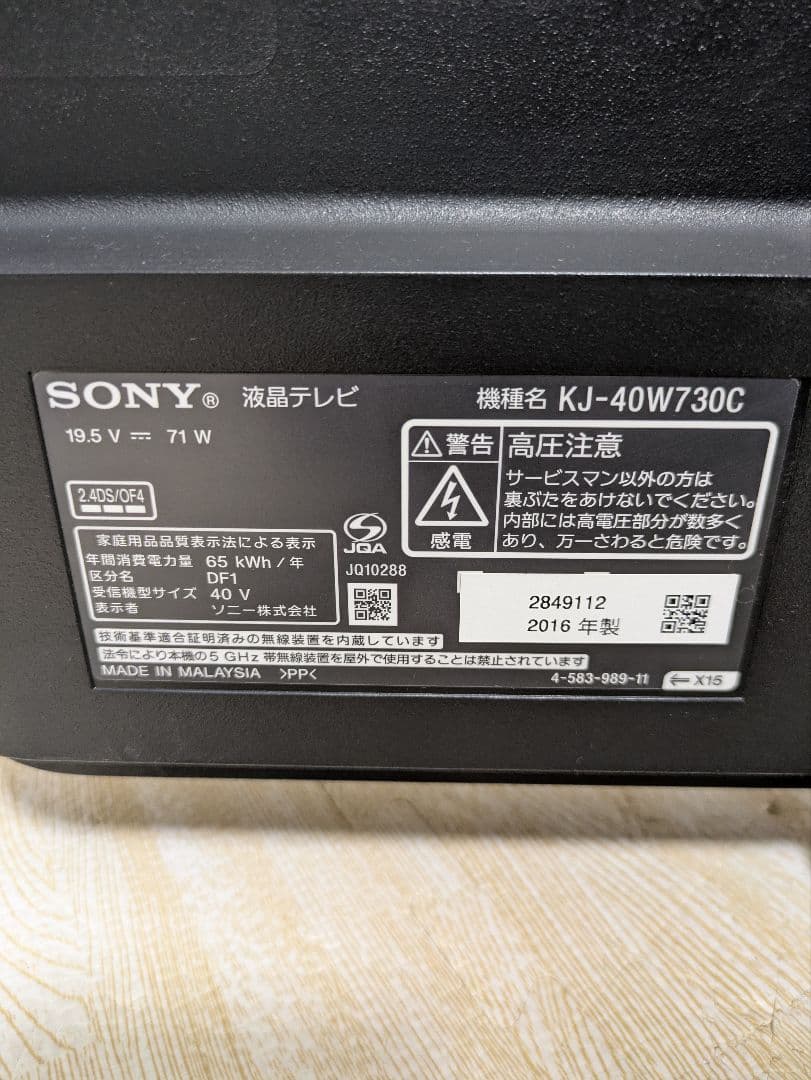 SONY® 液晶テレビ 機種名 KJ-40W730C
19.5 V ⎓ 71 W
2.4DS/OF4
家庭用品品質表示法による表示
年間消費電力量 65 kWh / 年
区分名 DF1
受信機型サイズ 40 V
表示者 ソニー株式会社
JQA
JQ10288
⚠警告 高圧注意
感電
サービスマン以外の方は
裏ぶたをあけないでください。
内部には高電圧部分が数多く
あり、万一さわると危険です。
2849112
2016 年製
技術基準適合証明済みの無線装置を内蔵しています
法令により本機の5 GHz 帯無線装置を屋外で使用することは禁止されています
MADE IN MALAYSIA >PP< 4-583-989-11 ⇐ X15